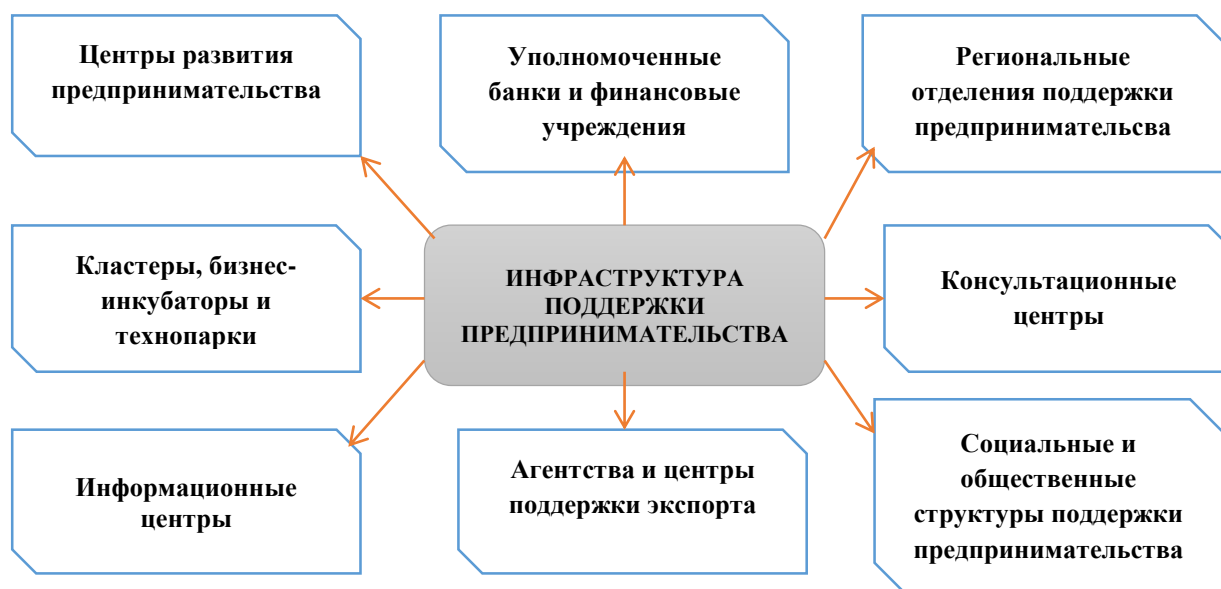 Центры развития
предпринимательства
Уполномоченные
банки и финансовые
учреждения
Региональные
отделения поддержки
предпринимательсва
Кластеры, бизнес-
инкубаторы и
технопарки
ИНФРАСТРУКТУРА
ПОДДЕРЖКИ
ПРЕДПРИНИМАТЕЛЬСТВА
Консультационные
центры
Информационные
центры
Агентства и центры
поддержки экспорта
Социальные и
общественные
структуры поддержки
предпринимательства